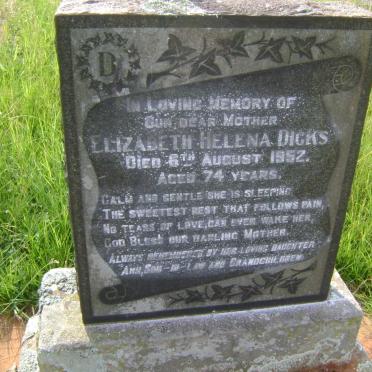 D
IN LOVING MEMORY OF
OUR DEAR MOTHER
ELIZABETH HELENA DICKS
DIED 6TH AUGUST 1952.
AGED 74 YEARS.
CALM AND GENTLE SHE IS SLEEPING
THE SWEETEST REST THAT FOLLOWS PAIN
NO TEARS OF LOVE, CAN EVER WAKE HER,
GOD BLESS OUR DARLING MOTHER.
ALWAYS REMEMBERED BY HER LOVING DAUGHTER
ANN, SON-IN-LAW AND GRANDCHILDREN